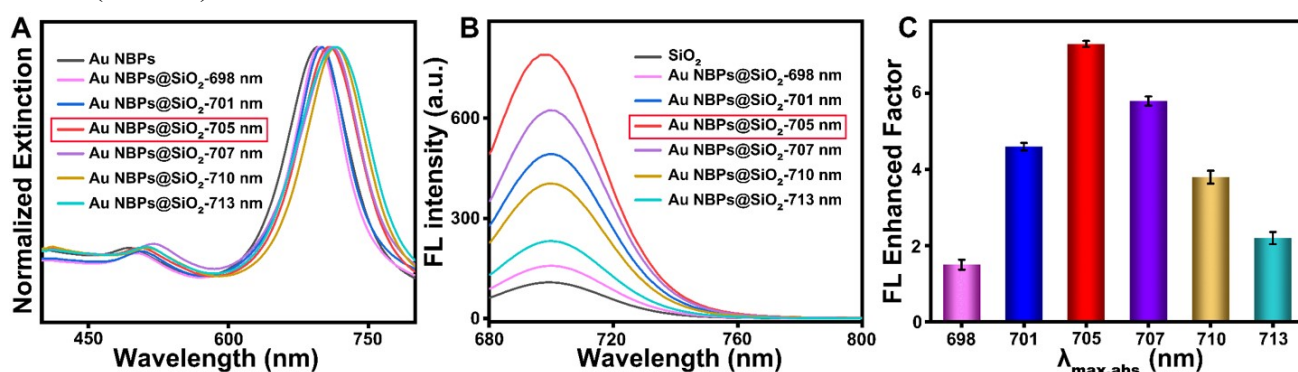 A
Normalized Extinction
Au NBPs
Au NBPs@SiO₂-698 nm
Au NBPs@SiO₂-701 nm
Au NBPs@SiO₂-705 nm
Au NBPs@SiO₂-707 nm
Au NBPs@SiO₂-710 nm
Au NBPs@SiO₂-713 nm
450 600 750
Wavelength (nm)
B
FL intensity (a.u.)
600
300
0
SiO₂
Au NBPs@SiO₂-698 nm
Au NBPs@SiO₂-701 nm
Au NBPs@SiO₂-705 nm
Au NBPs@SiO₂-707 nm
Au NBPs@SiO₂-710 nm
Au NBPs@SiO₂-713 nm
680 720 760 800
Wavelength (nm)
C
FL Enhanced Factor
6
4
2
0
698 701 705 707 710 713
λmax-abs (nm)